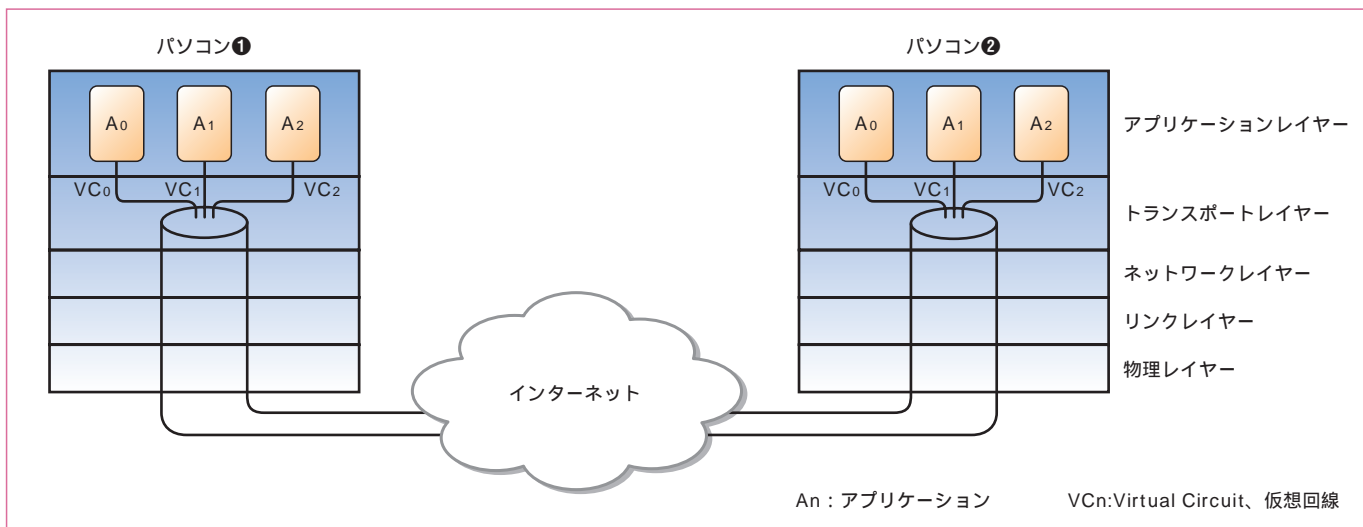 パソコン❶
パソコン❷
A0 A1 A2
A0 A1 A2
アプリケーションレイヤー
VC0 VC1 VC2
VC0 VC1 VC2
トランスポートレイヤー
ネットワークレイヤー
リンクレイヤー
物理レイヤー
インターネット
An：アプリケーション
VCn:Virtual Circuit、仮想回線